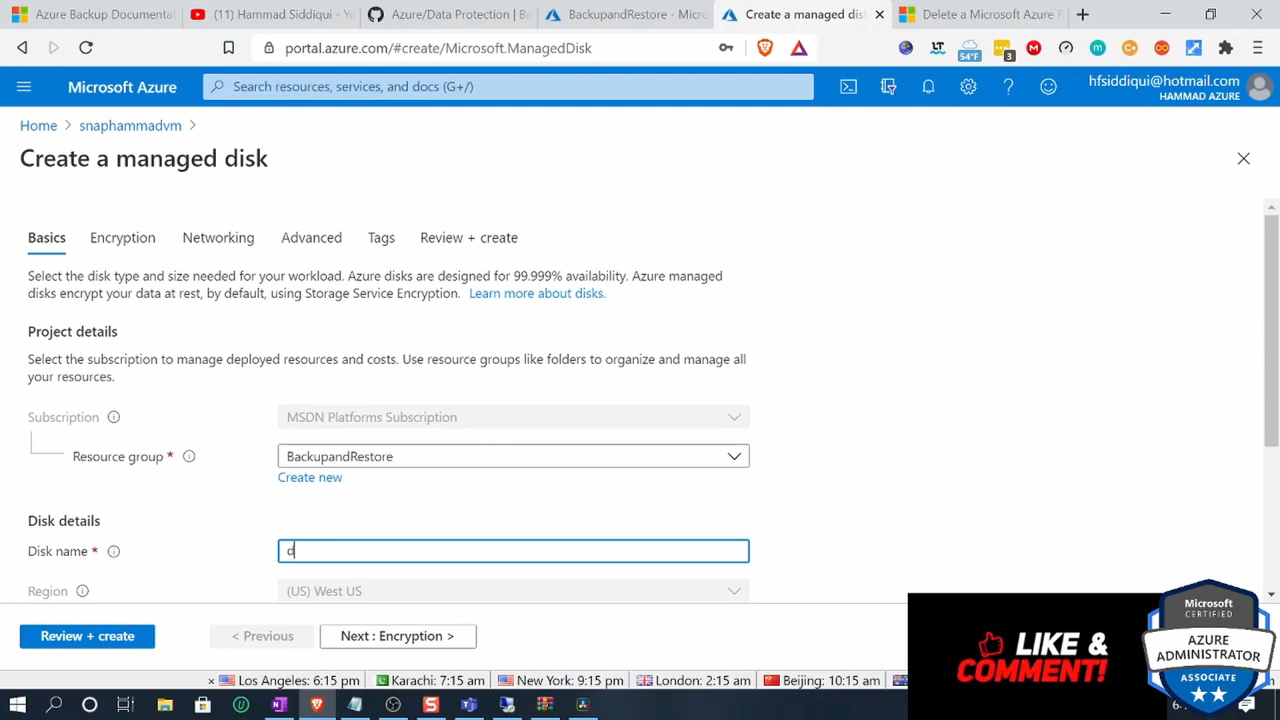 Azure Backup Documentat
(11) Hammad Siddiqui - Yo
Azure/Data Protection | Ba
BackupandRestore - Micro
Create a managed dis
Delete a Microsoft Azure R
portal.azure.com/#create/Microsoft.ManagedDisk
LT
54°F
3
Microsoft Azure
Search resources, services, and docs (G+/)
hfsiddiqui@hotmail.com
HAMMAD AZURE
Home > snaphammadvm >
Create a managed disk
Basics
Encryption
Networking
Advanced
Tags
Review + create
Select the disk type and size needed for your workload. Azure disks are designed for 99.999% availability. Azure managed
disks encrypt your data at rest, by default, using Storage Service Encryption. Learn more about disks.
Project details
Select the subscription to manage deployed resources and costs. Use resource groups like folders to organize and manage all
your resources.
Subscription
MSDN Platforms Subscription
Resource group *
BackupandRestore
Create new
Disk details
Disk name *
d
Region
(US) West US
Review + create
< Previous
Next : Encryption >
LIKE &
COMMENT!
Microsoft
CERTIFIED
AZURE
ADMINISTRATOR
ASSOCIATE
Los Angeles: 6:15 pm
Karachi: 7:15 am
New York: 9:15 pm
London: 2:15 am
Beijing: 10:15 am